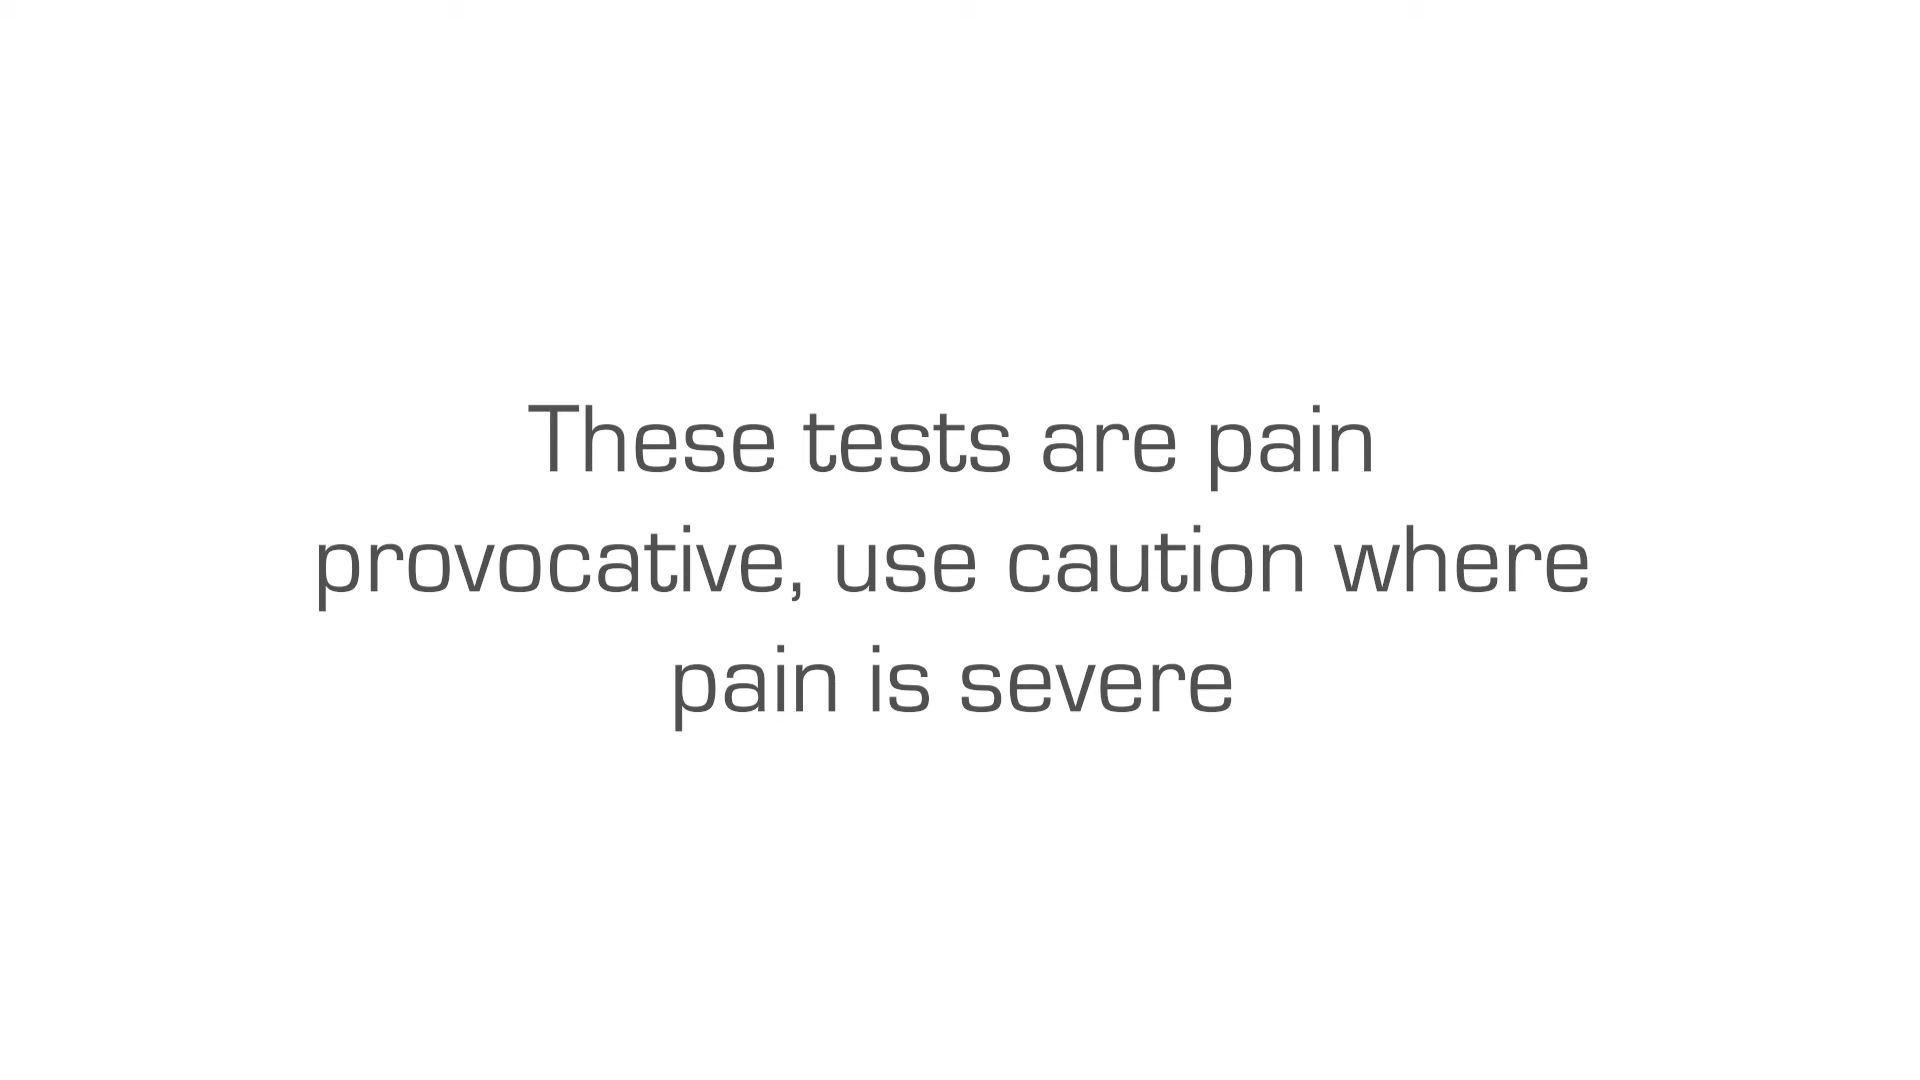 These tests are pain
provocative, use caution where
pain is severe